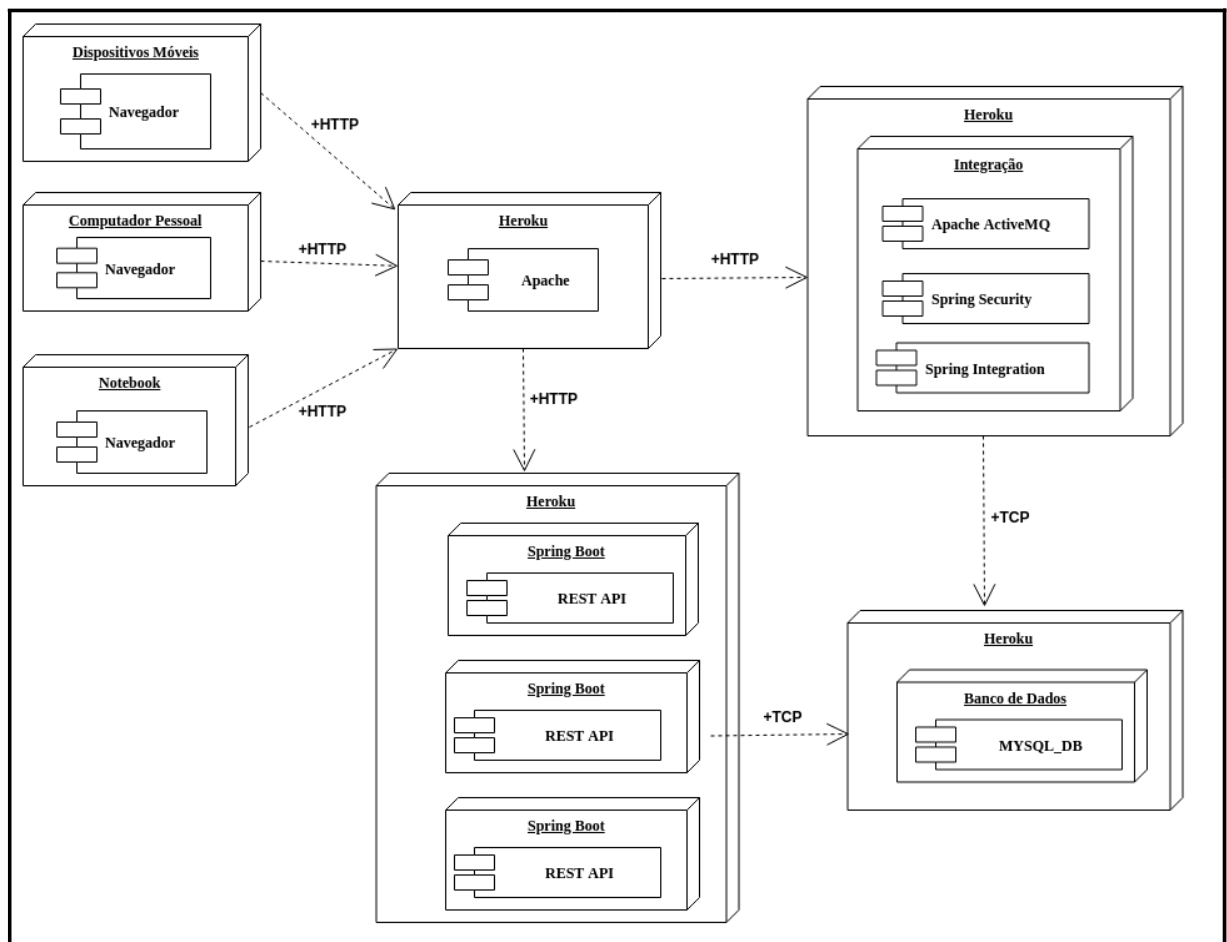 Dispositivos Móveis
Navegador
+HTTP
Computador Pessoal
Navegador
+HTTP
Notebook
Navegador
+HTTP
Heroku
Apache
+HTTP
+HTTP
Heroku
Integração
Apache ActiveMQ
Spring Security
Spring Integration
+TCP
Heroku
Spring Boot
REST API
Spring Boot
REST API
Spring Boot
REST API
+TCP
Heroku
Banco de Dados
MYSQL_DB